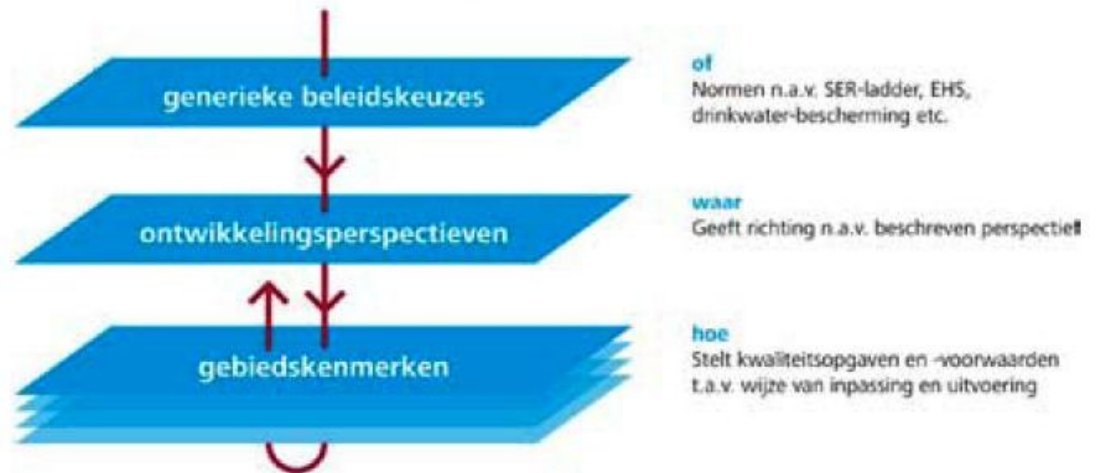 generieke beleidskeuzes
of
Normen n.a.v. SER-ladder, EHS,
drinkwater-bescherming etc.
ontwikkelingsperspectieven
waar
Geeft richting n.a.v. beschreven perspectief
gebiedskenmerken
hoe
Stelt kwaliteitsopgaven en -voorwaarden
t.a.v. wijze van inpassing en uitvoering